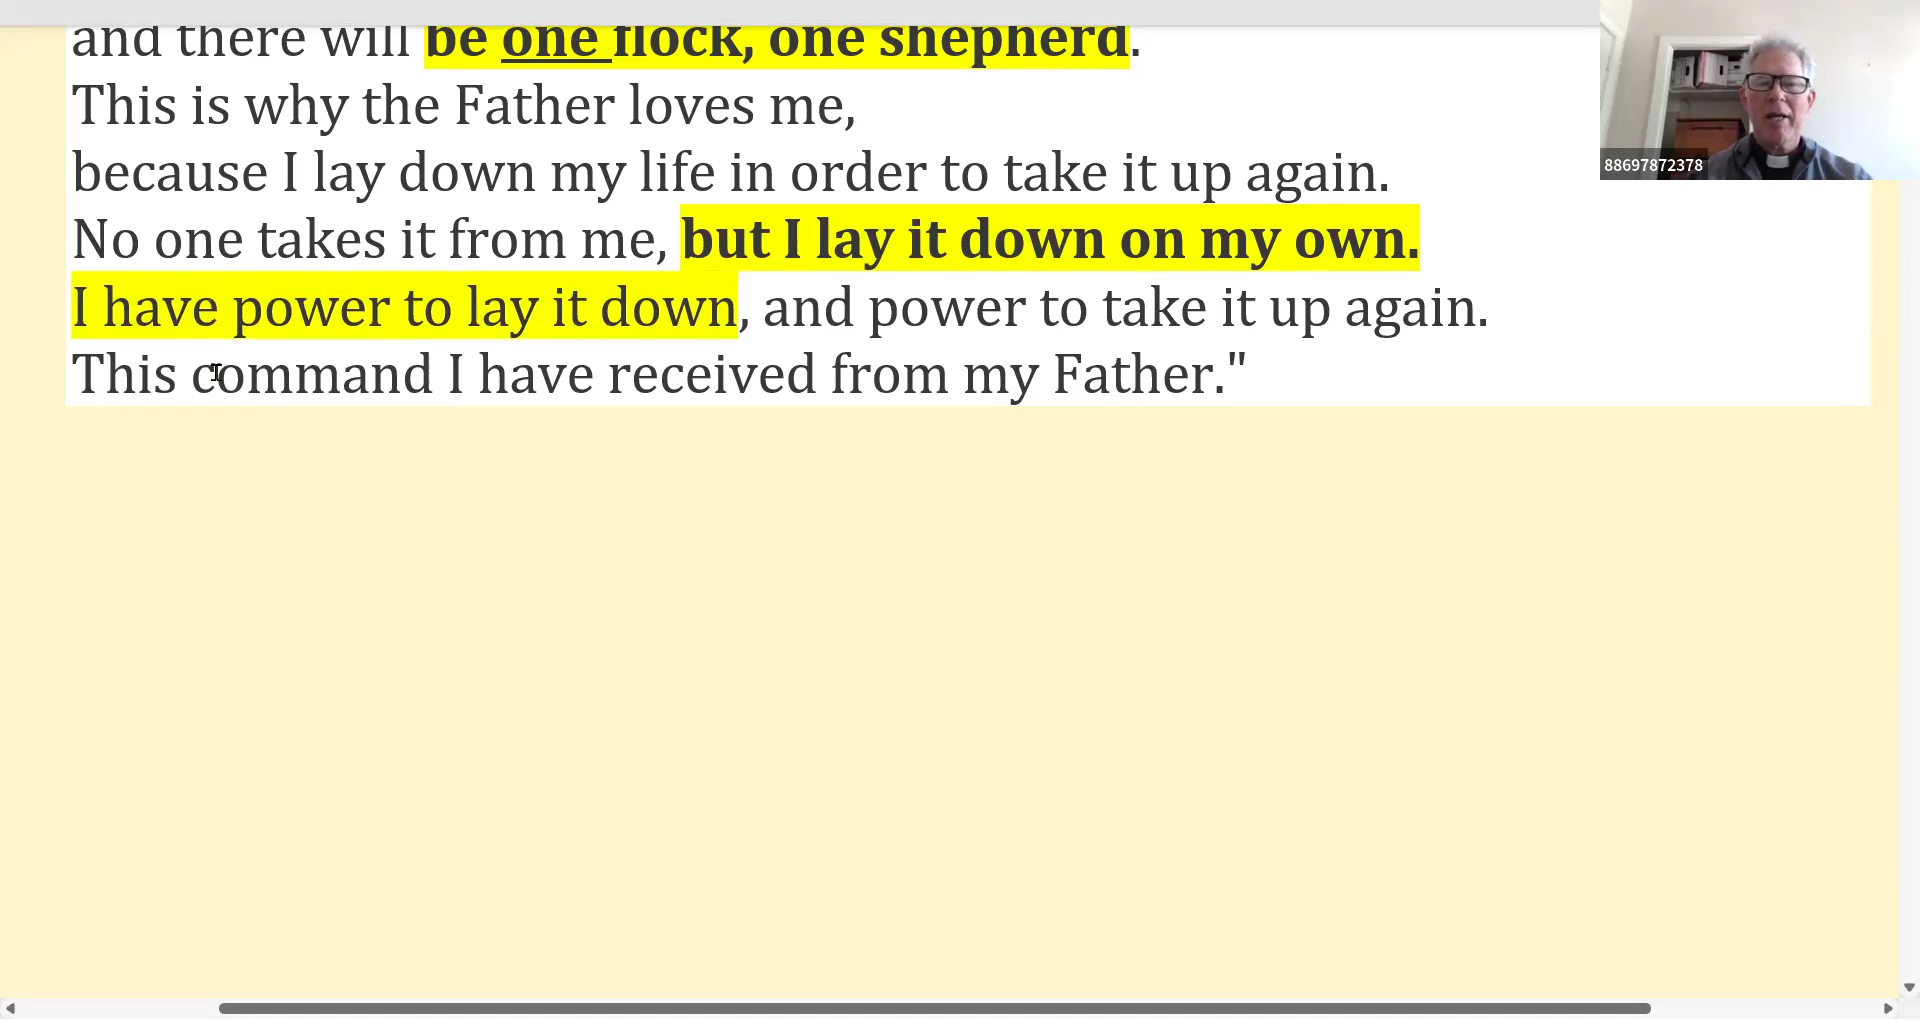 and there will be one flock, one shepherd.
This is why the Father loves me,
because I lay down my life in order to take it up again.
No one takes it from me, but I lay it down on my own.
I have power to lay it down, and power to take it up again.
This command I have received from my Father."
88697872378